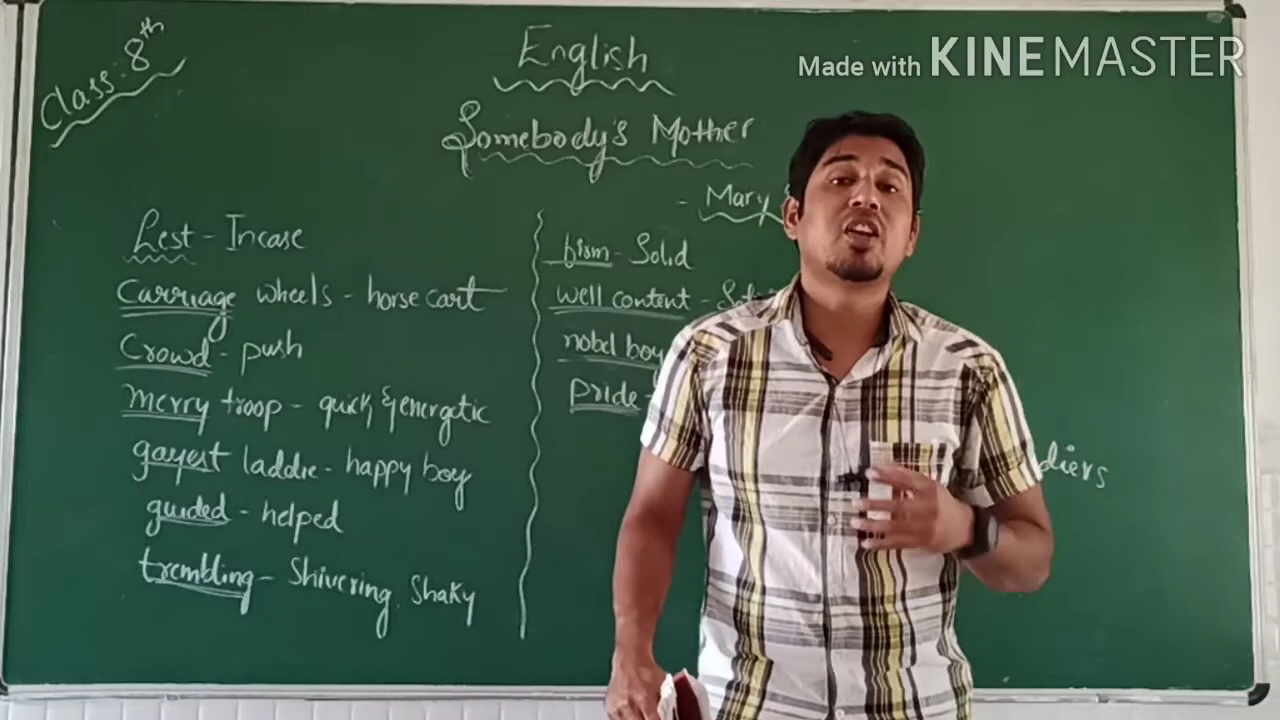 Class: 8th
English
Made with KINEMASTER
Somebody's Mother
- Mary
Lest - Incase
Carriage wheels - horse cart
Crowd - push
merry troop - quick & energetic
gayest laddie - happy boy
guided - helped
trembling - Shivering, Shaky
firm - Solid
well content -
nobel boy
Pride -
diers